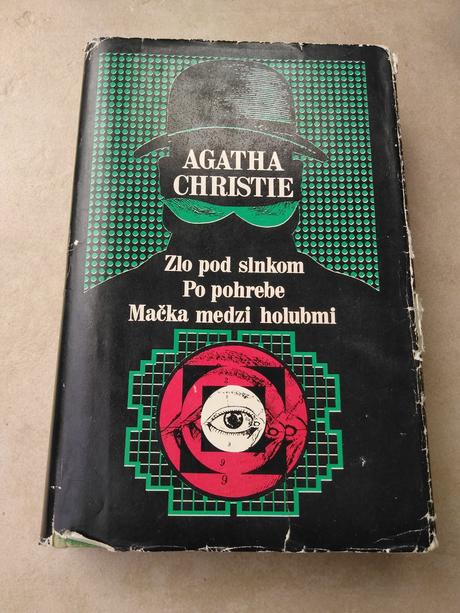 AGATHA
CHRISTIE
Zlo pod slnkom
Po pohrebe
Mačka medzi holubmi